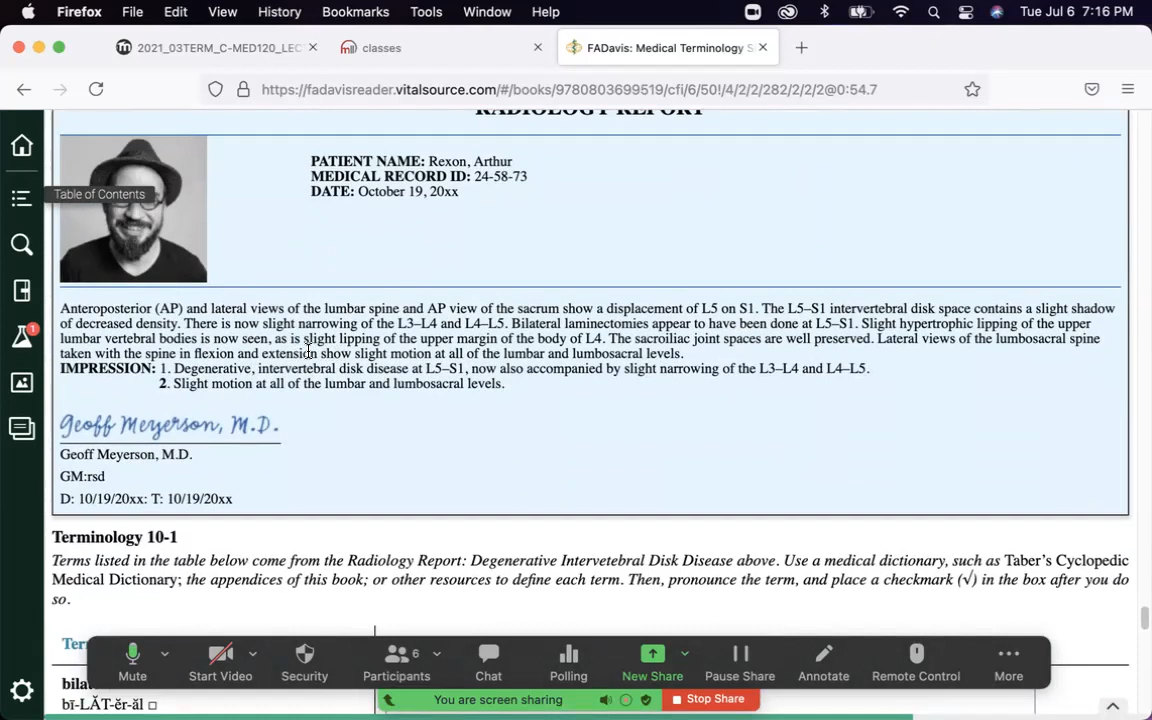 Firefox File Edit View History Bookmarks Tools Window Help Tue Jul 6 7:16 PM
2021_03TERM_C-MED120_LEC classes FADavis: Medical Terminology S
https://fadavisreader.vitalsource.com/#/books/9780803699519/cfi/6/50!/4/2/2/282/2/2/2@0:54.7
RADIOLOGY REPORT
PATIENT NAME: Rexon, Arthur
MEDICAL RECORD ID: 24-58-73
DATE: October 19, 20xx
Table of Contents
1
Anteroposterior (AP) and lateral views of the lumbar spine and AP view of the sacrum show a displacement of L5 on S1. The L5–S1 intervertebral disk space contains a slight shadow
of decreased density. There is now slight narrowing of the L3–L4 and L4–L5. Bilateral laminectomies appear to have been done at L5–S1. Slight hypertrophic lipping of the upper
lumbar vertebral bodies is now seen, as is slight lipping of the upper margin of the body of L4. The sacroiliac joint spaces are well preserved. Lateral views of the lumbosacral spine
taken with the spine in flexion and extension show slight motion at all of the lumbar and lumbosacral levels.
IMPRESSION: 1. Degenerative, intervertebral disk disease at L5–S1, now also accompanied by slight narrowing of the L3–L4 and L4–L5.
2. Slight motion at all of the lumbar and lumbosacral levels.
Geoff Meyerson, M.D.
Geoff Meyerson, M.D.
GM:rsd
D: 10/19/20xx: T: 10/19/20xx
Terminology 10-1
Terms listed in the table below come from the Radiology Report: Degenerative Intervetebral Disk Disease above. Use a medical dictionary, such as Taber's Cyclopedic
Medical Dictionary; the appendices of this book; or other resources to define each term. Then, pronounce the term, and place a checkmark (√) in the box after you do
so.
6
Mute Start Video Security Participants Chat Polling New Share Pause Share Annotate Remote Control More
You are screen sharing Stop Share
bī-LĂT-ĕr-ăl □